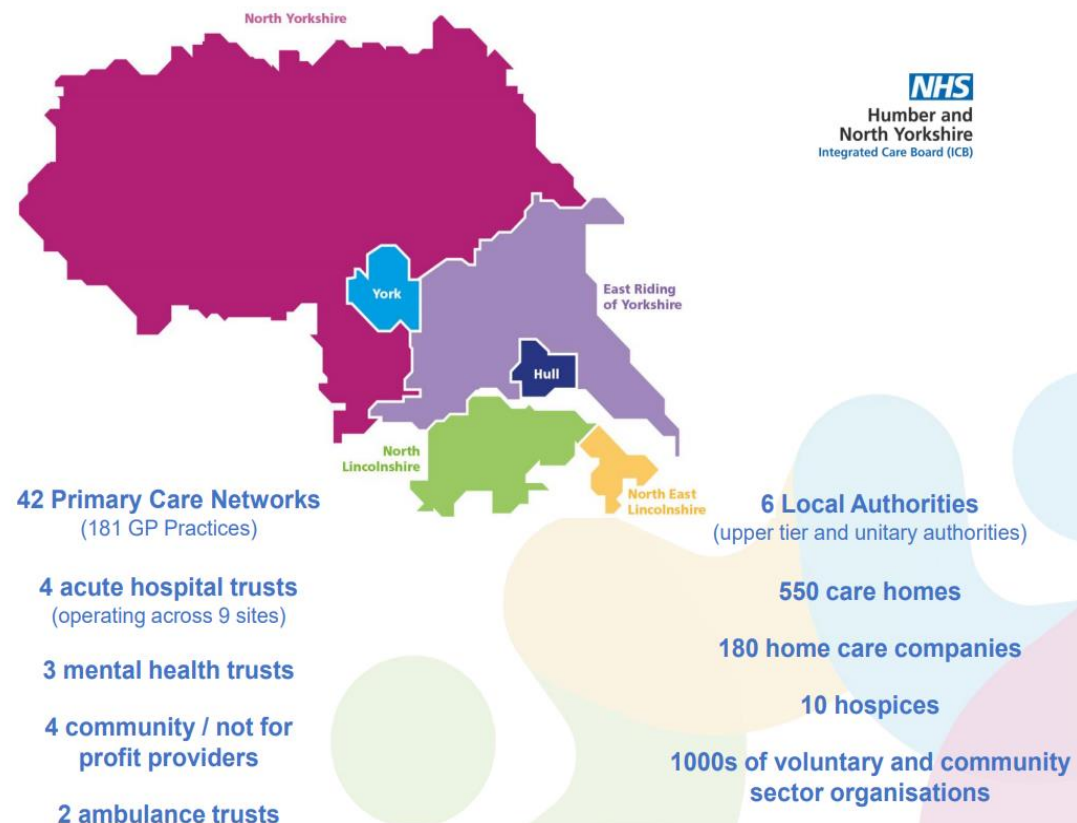 North Yorkshire
NHS
Humber and
North Yorkshire
Integrated Care Board (ICB)
York
East Riding
of Yorkshire
Hull
North
Lincolnshire
North East
Lincolnshire
42 Primary Care Networks
(181 GP Practices)
4 acute hospital trusts
(operating across 9 sites)
3 mental health trusts
4 community / not for
profit providers
2 ambulance trusts
6 Local Authorities
(upper tier and unitary authorities)
550 care homes
180 home care companies
10 hospices
1000s of voluntary and community
sector organisations